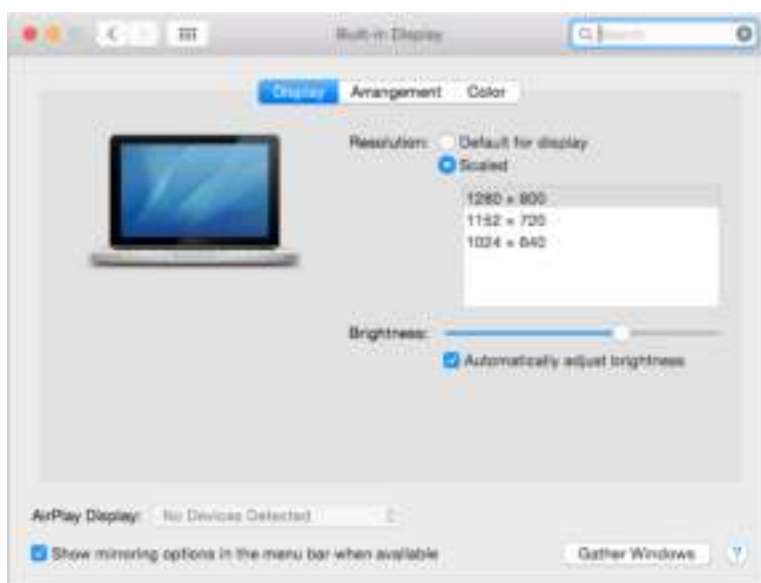 Built-in Display
Search
Display Arrangement Color
Resolution: Default for display
Scaled
1280 × 800
1152 × 720
1024 × 640
Brightness:
Automatically adjust brightness
AirPlay Display: No Devices Detected
Show mirroring options in the menu bar when available
Gather Windows ?